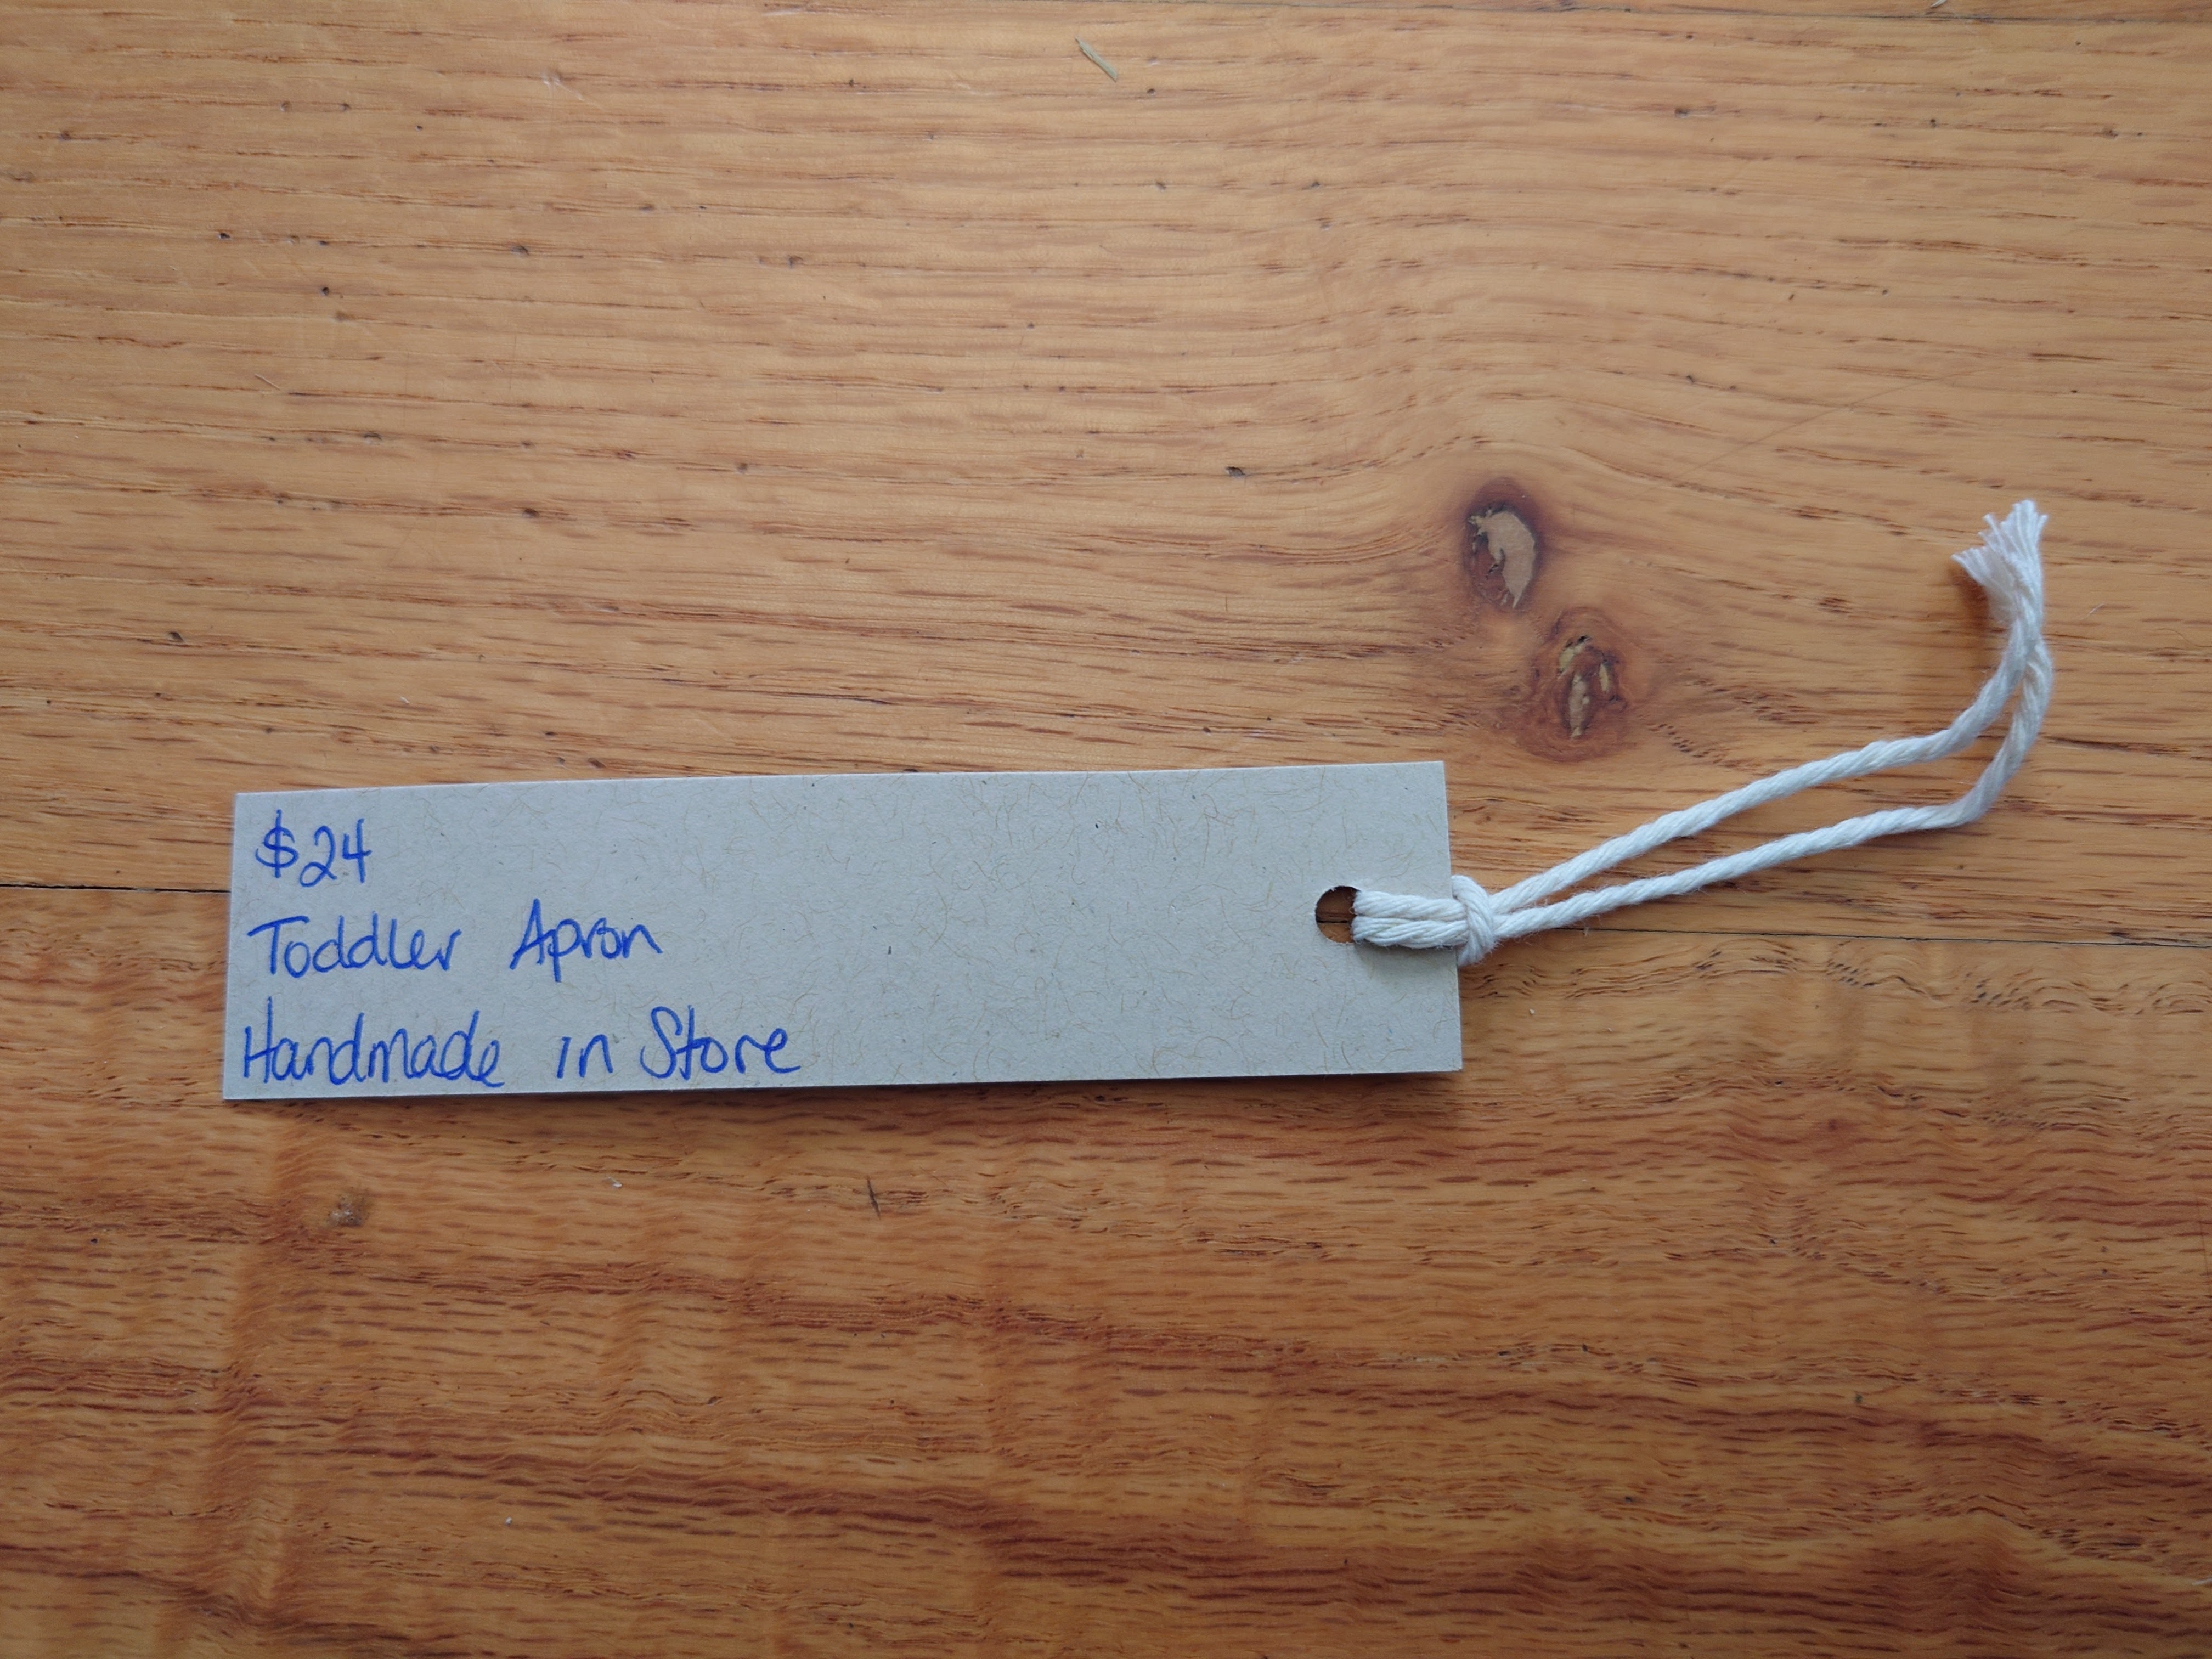 $24
Toddler Apron
Handmade in Store